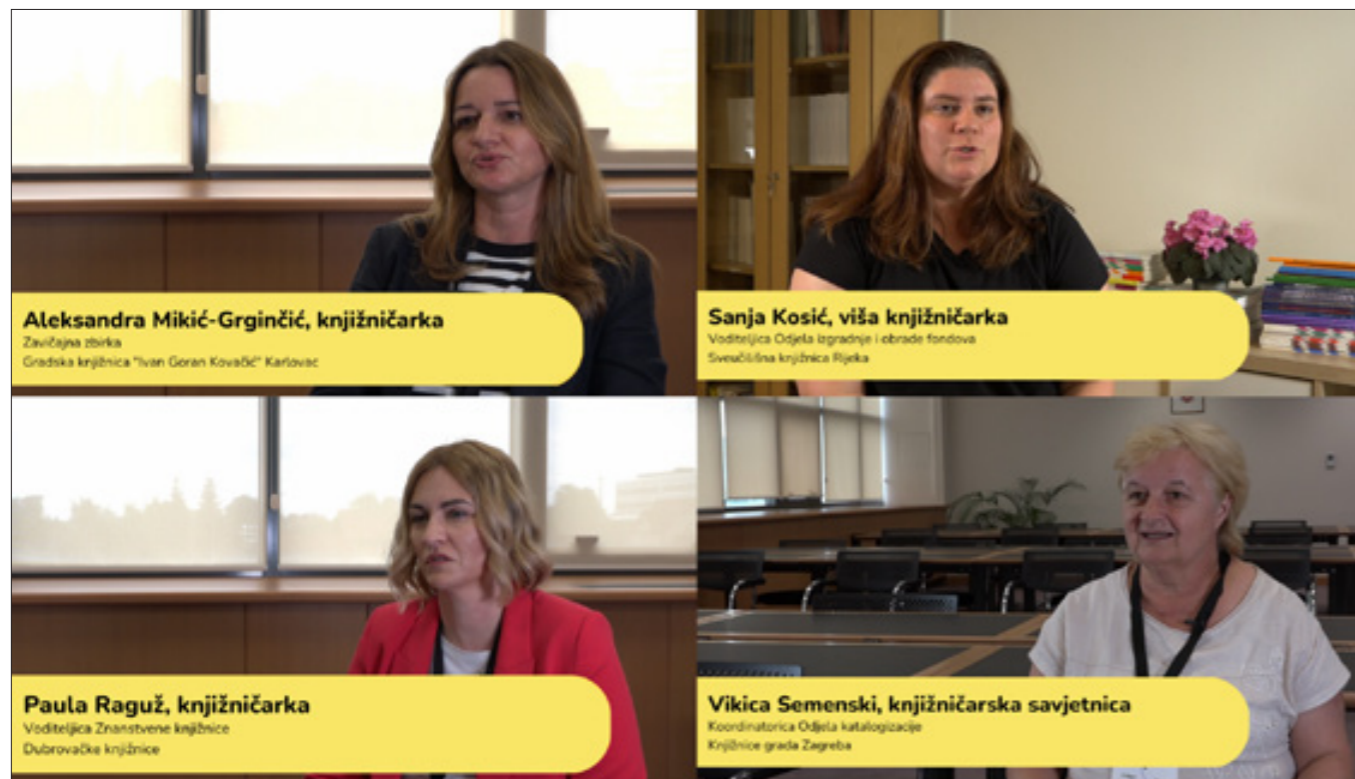 Aleksandra Mikić-Grginčić, knjižničarka
Zavičajna zbirka
Gradska knjižnica "Ivan Goran Kovačić" Karlovac
Sanja Kosić, viša knjižničarka
Voditeljica Odjela izgradnje i obrade fondova
Sveučilišna knjižnica Rijeka
Paula Raguž, knjižničarka
Voditeljica Znanstvene knjižnice
Dubrovačke knjižnice
Vikica Semenski, knjižničarska savjetnica
Koordinatorica Odjela katalogizacije
Knjižnice grada Zagreba